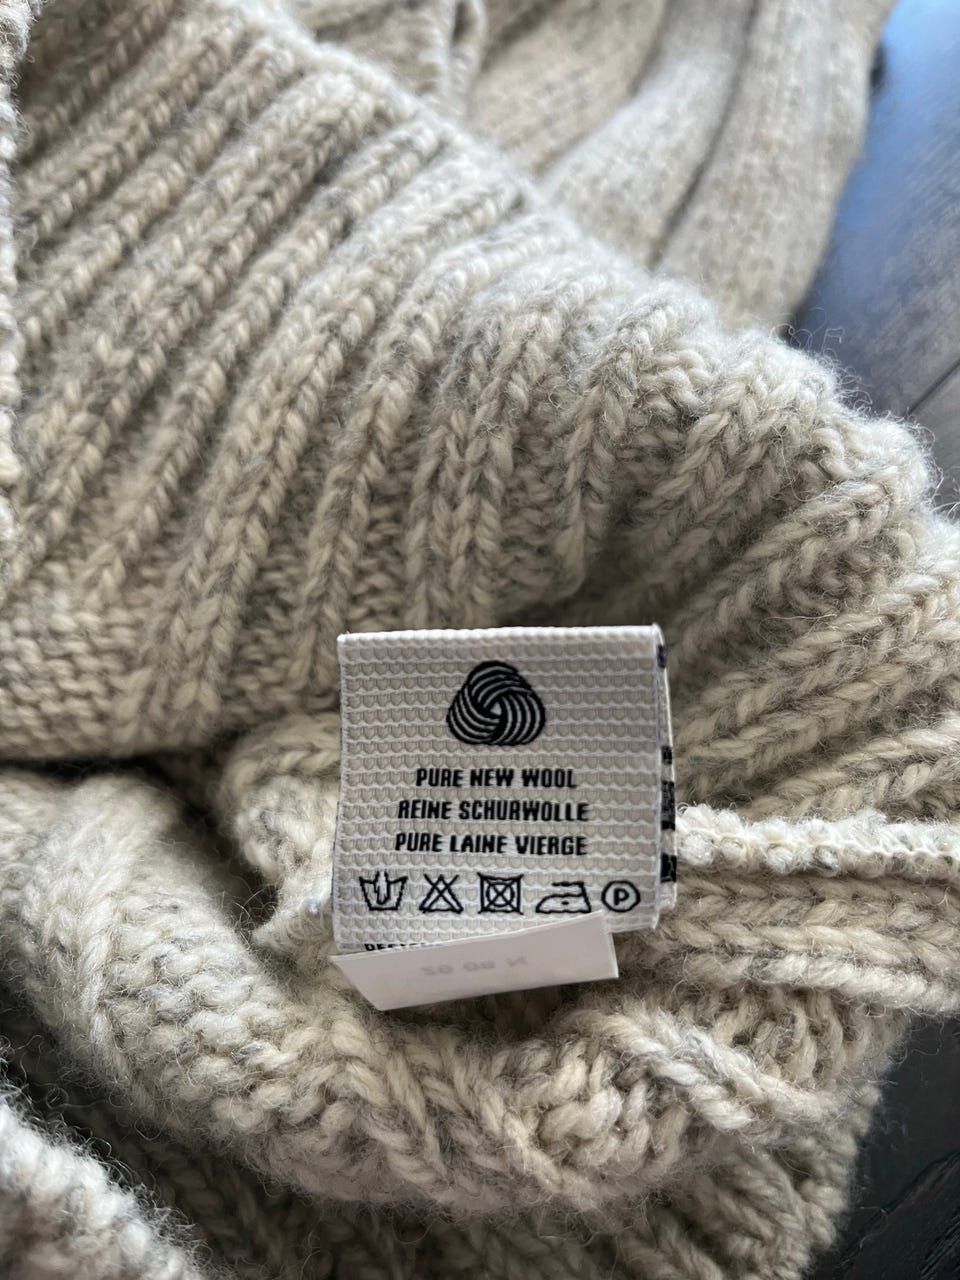 PURE NEW WOOL
REINE SCHURWOLLE
PURE LAINE VIERGE
P